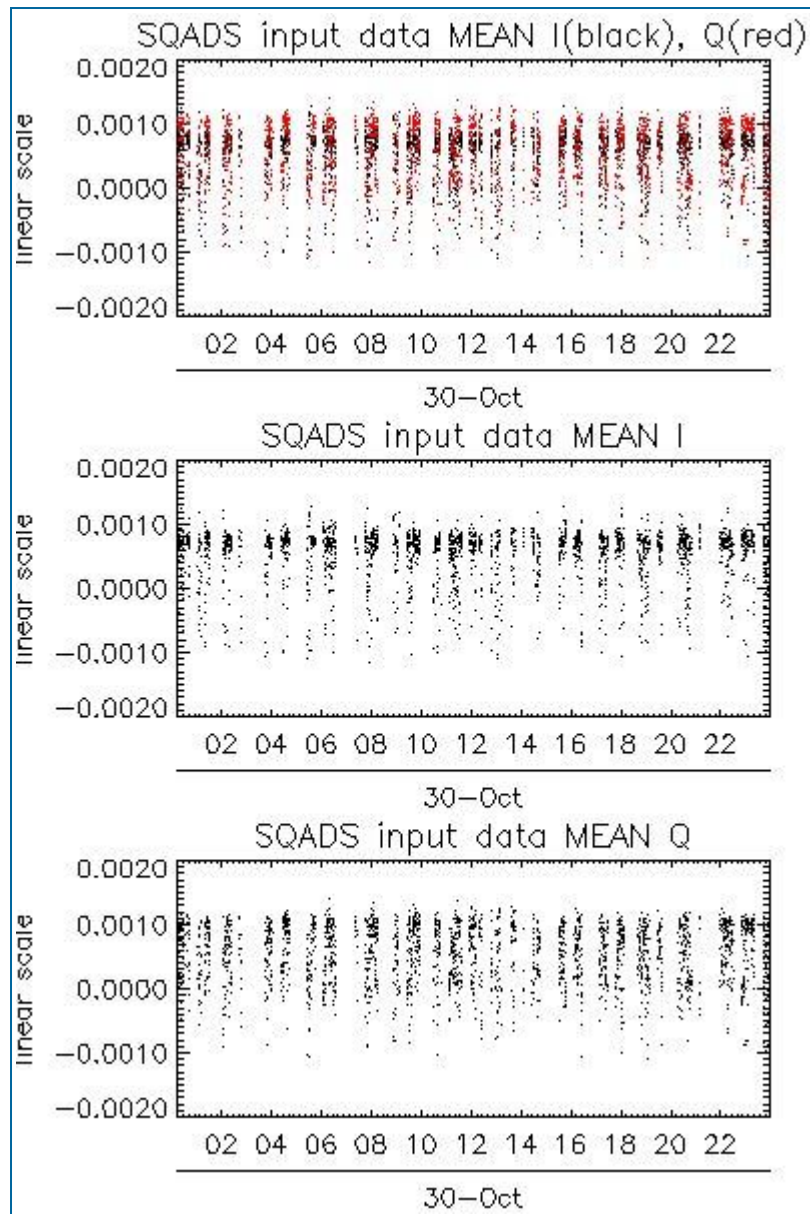 SQADS input data MEAN I(black), Q(red)
linear scale
0.0020
0.0010
0.0000
−0.0010
−0.0020
02 04 06 08 10 12 14 16 18 20 22
30−Oct
SQADS input data MEAN I
linear scale
0.0020
0.0010
0.0000
−0.0010
−0.0020
02 04 06 08 10 12 14 16 18 20 22
30−Oct
SQADS input data MEAN Q
linear scale
0.0020
0.0010
0.0000
−0.0010
−0.0020
02 04 06 08 10 12 14 16 18 20 22
30−Oct